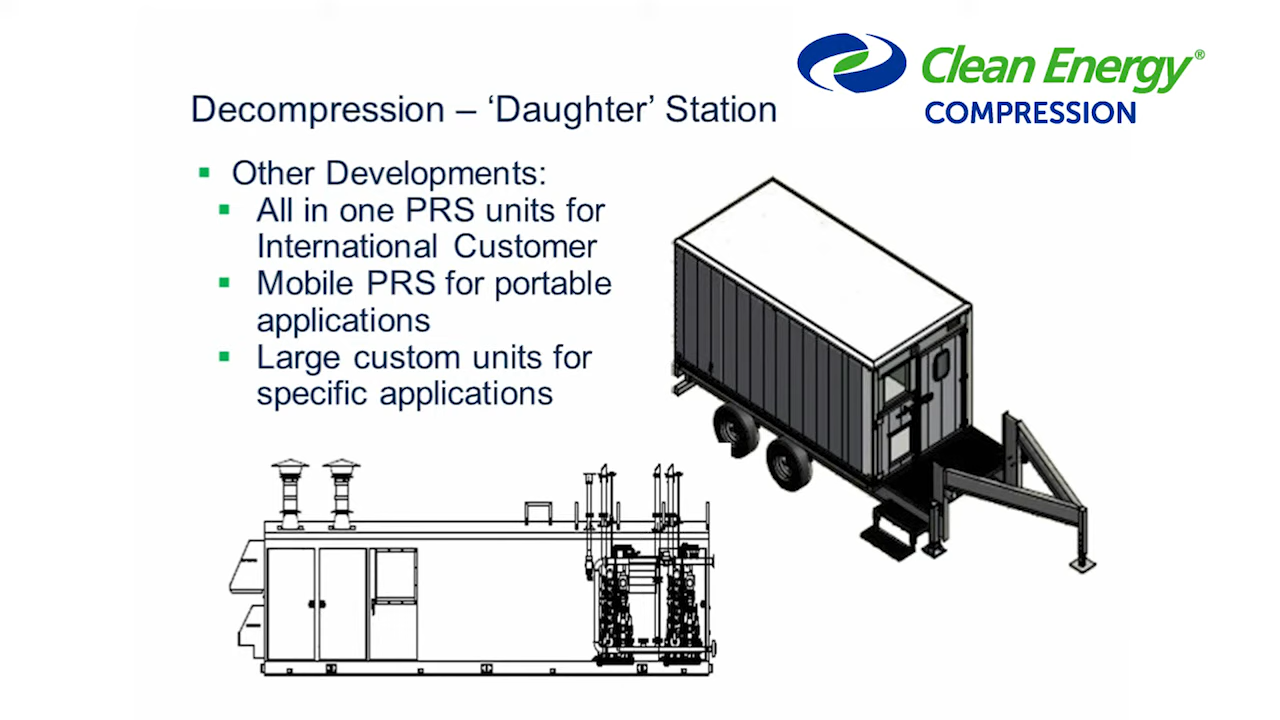 Clean Energy®
COMPRESSION
Decompression – ‘Daughter’ Station
▪ Other Developments:
▪ All in one PRS units for
International Customer
▪ Mobile PRS for portable
applications
▪ Large custom units for
specific applications